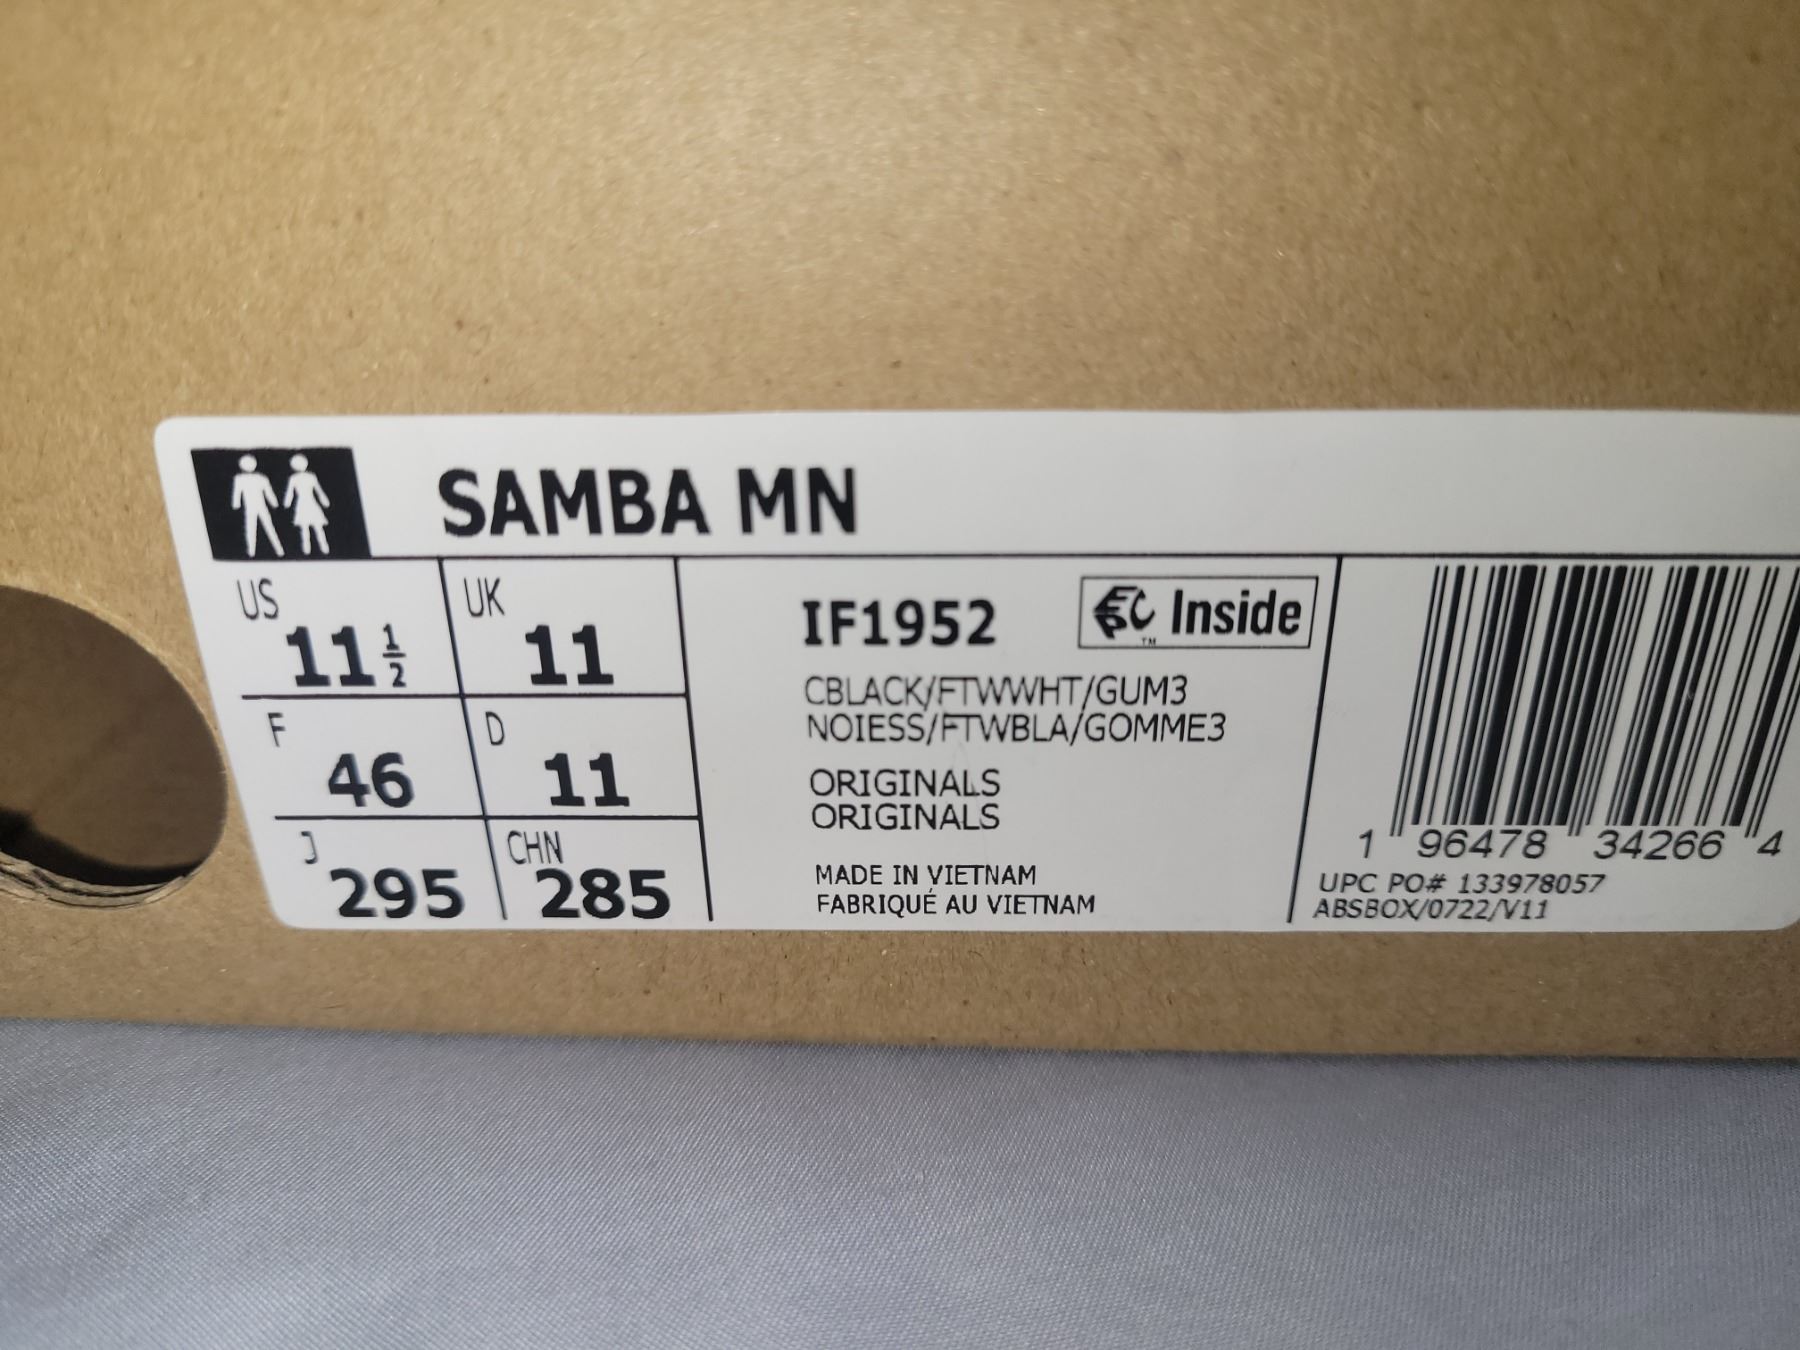 SAMBA MN
US 11 1/2
UK 11
F 46
D 11
J 295
CHN 285
IF1952
EPC Inside
™
CBLACK/FTWWHT/GUM3
NOIESS/FTWBLA/GOMME3
ORIGINALS
ORIGINALS
MADE IN VIETNAM
FABRIQUÉ AU VIETNAM
1 96478 34266 4
UPC PO# 133978057
ABSBOX/0722/V11